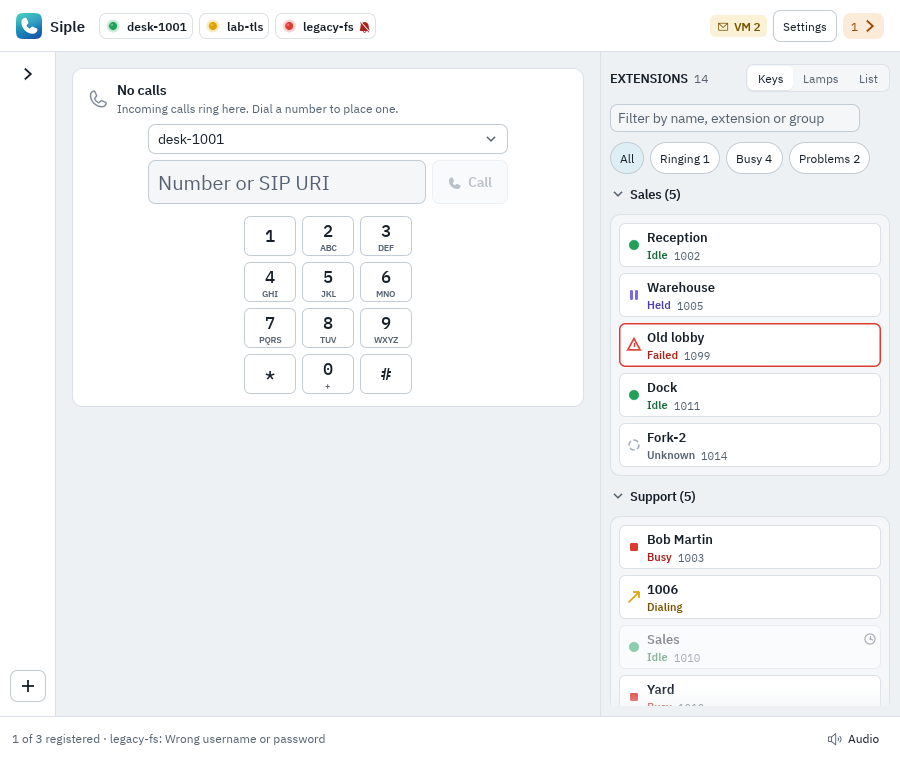 Siple
desk-1001
lab-tls
legacy-fs
VM 2
Settings
1
No calls
Incoming calls ring here. Dial a number to place one.
desk-1001
Number or SIP URI
Call
1
2
ABC
3
DEF
4
GHI
5
JKL
6
MNO
7
PQRS
8
TUV
9
WXYZ
*
0
+
#
EXTENSIONS 14
Keys
Lamps
List
Filter by name, extension or group
All
Ringing 1
Busy 4
Problems 2
Sales (5)
Reception
Idle 1002
Warehouse
Held 1005
Old lobby
Failed 1099
Dock
Idle 1011
Fork-2
Unknown 1014
Support (5)
Bob Martin
Busy 1003
1006
Dialing
Sales
Idle 1010
Yard
1 of 3 registered · legacy-fs: Wrong username or password
Audio